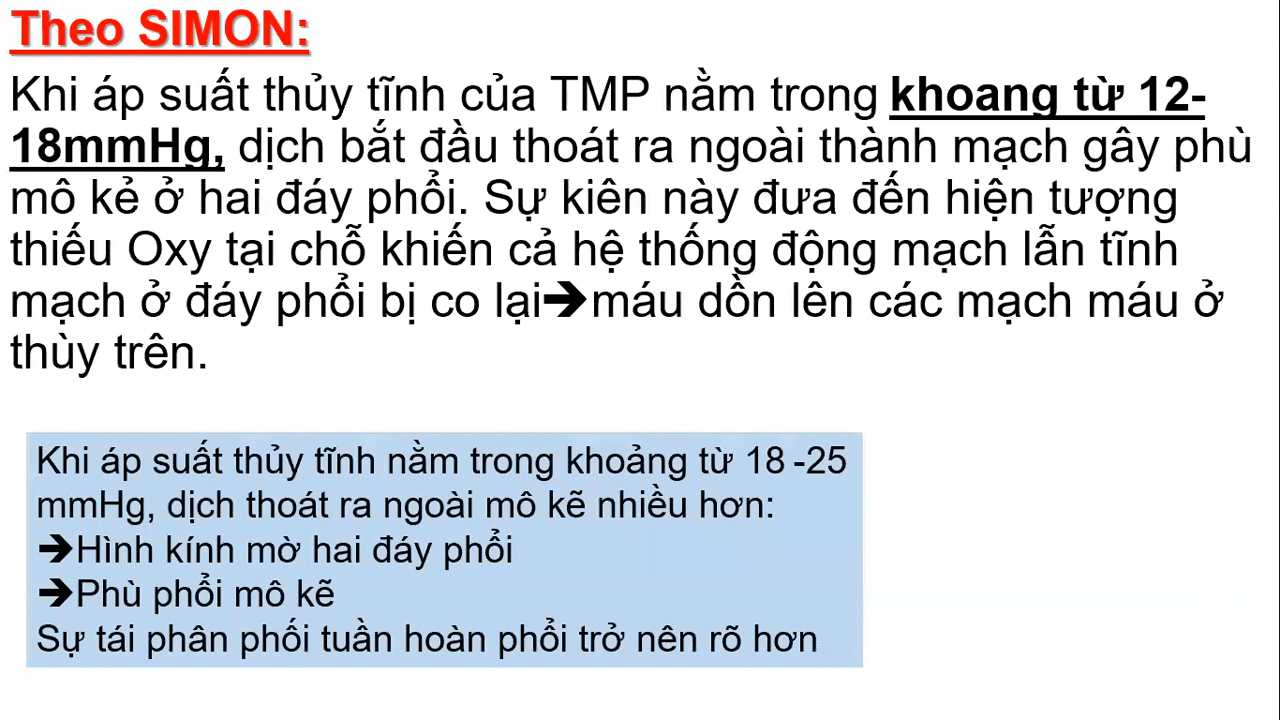 Theo SIMON:
Khi áp suất thủy tĩnh của TMP nằm trong khoang từ 12-
18mmHg, dịch bắt đầu thoát ra ngoài thành mạch gây phù
mô kẻ ở hai đáy phổi. Sự kiên này đưa đến hiện tượng
thiếu Oxy tại chỗ khiến cả hệ thống động mạch lẫn tĩnh
mạch ở đáy phổi bị co lại➔máu dồn lên các mạch máu ở
thùy trên.
Khi áp suất thủy tĩnh nằm trong khoảng từ 18 -25
mmHg, dịch thoát ra ngoài mô kẽ nhiều hơn:
➔Hình kính mờ hai đáy phổi
➔Phù phổi mô kẽ
Sự tái phân phối tuần hoàn phổi trở nên rõ hơn